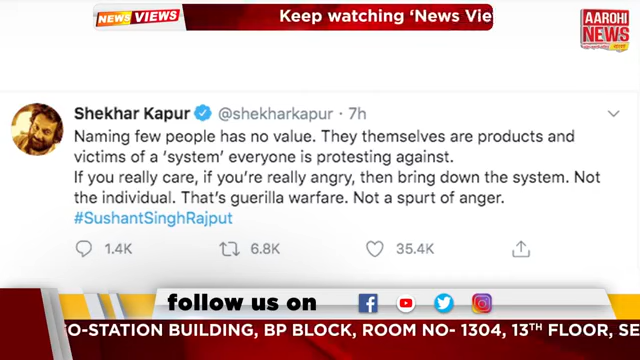 NEWS VIEWS
Keep watching ‘News Vie
AAROHI
NEWS
Shekhar Kapur @shekharkapur · 7h
Naming few people has no value. They themselves are products and
victims of a ‘system’ everyone is protesting against.
If you really care, if you’re really angry, then bring down the system. Not
the individual. That’s guerilla warfare. Not a spurt of anger.
#SushantSinghRajput
1.4K 6.8K 35.4K
follow us on
O-STATION BUILDING, BP BLOCK, ROOM NO- 1304, 13TH FLOOR, SE